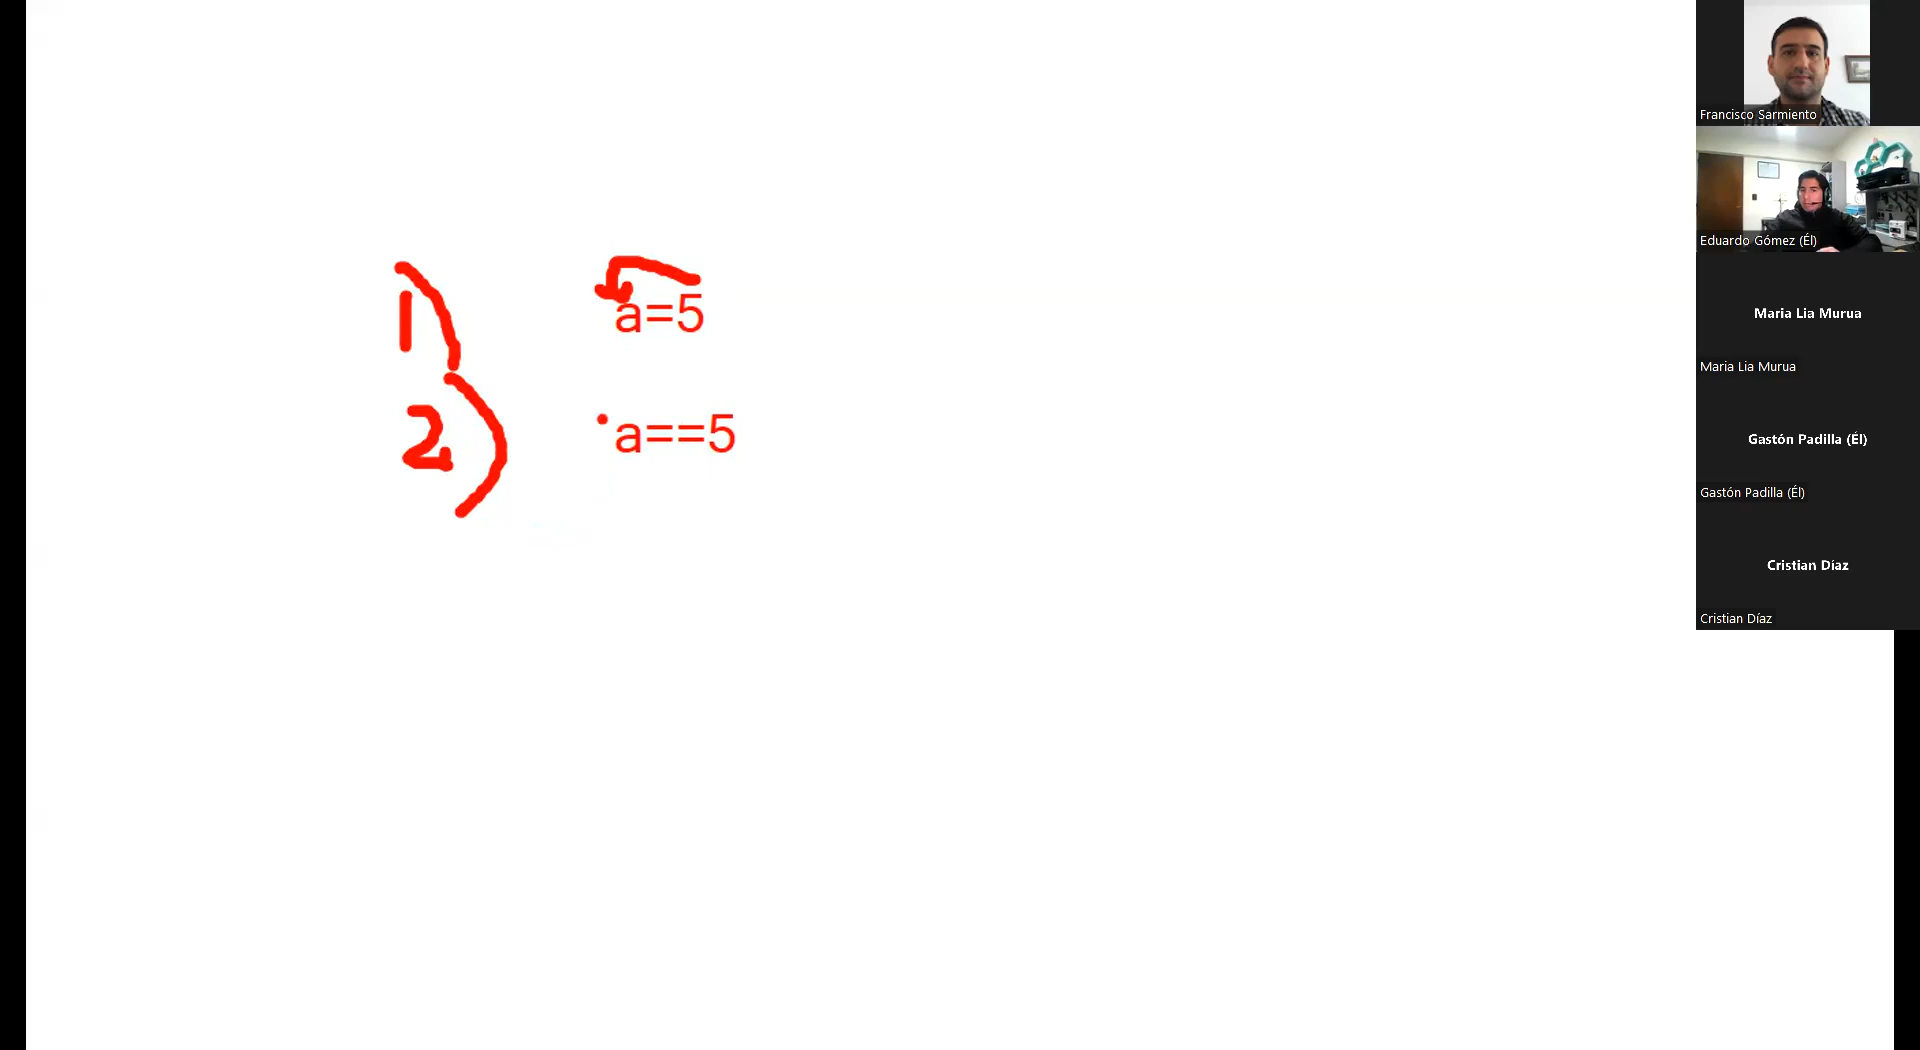 1) a=5
2) a==5
Francisco Sarmiento
Eduardo Gómez (Él)
Maria Lia Murua
Maria Lia Murua
Gastón Padilla (Él)
Gastón Padilla (Él)
Cristian Díaz
Cristian Díaz